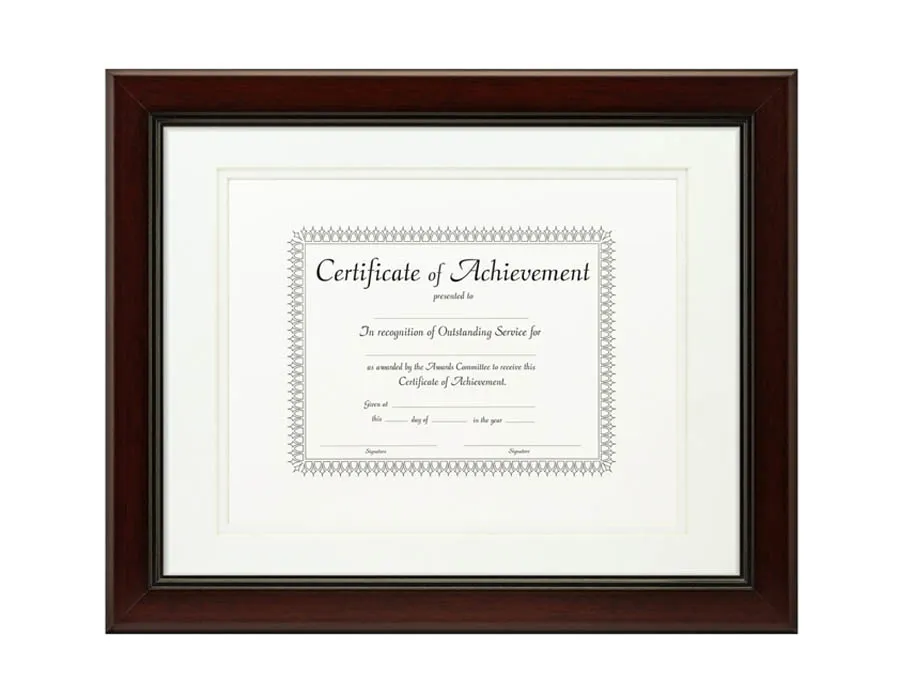 Certificate of Achievement
presented to
In recognition of Outstanding Service for
as awarded by the Awards Committee to receive this
Certificate of Achievement.
Given at
this day of in the year
Signature Signature